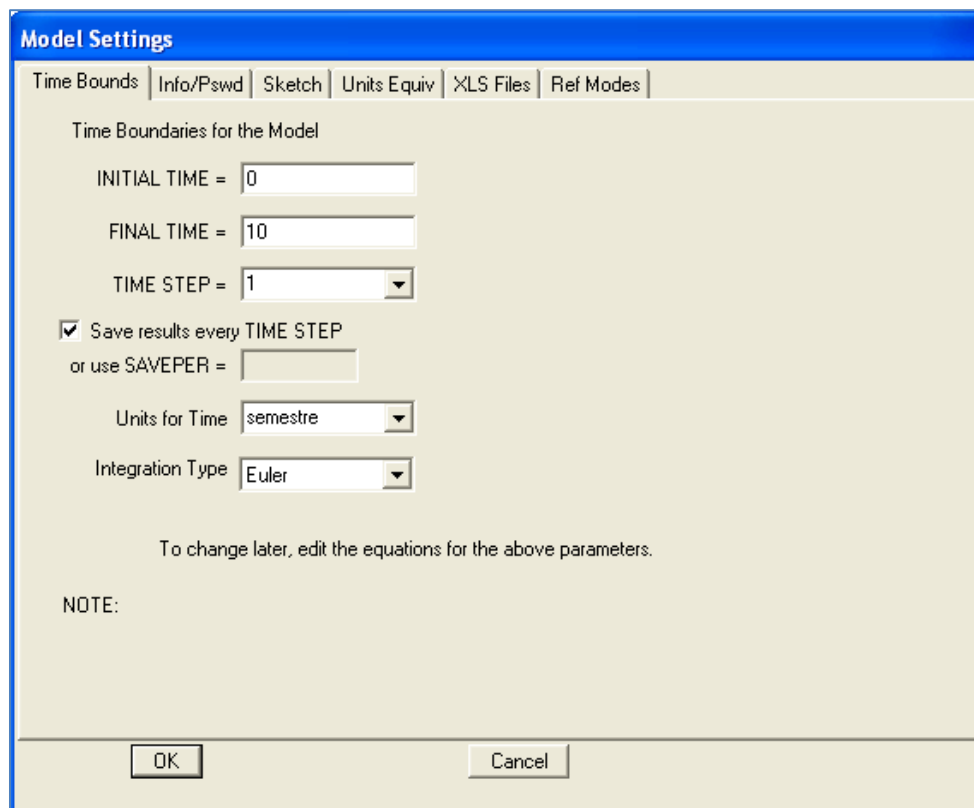 Model Settings
Time Bounds Info/Pswd Sketch Units Equiv XLS Files Ref Modes
Time Boundaries for the Model
INITIAL TIME = 0
FINAL TIME = 10
TIME STEP = 1
Save results every TIME STEP
or use SAVEPER =
Units for Time semestre
Integration Type Euler
To change later, edit the equations for the above parameters.
NOTE:
OK Cancel